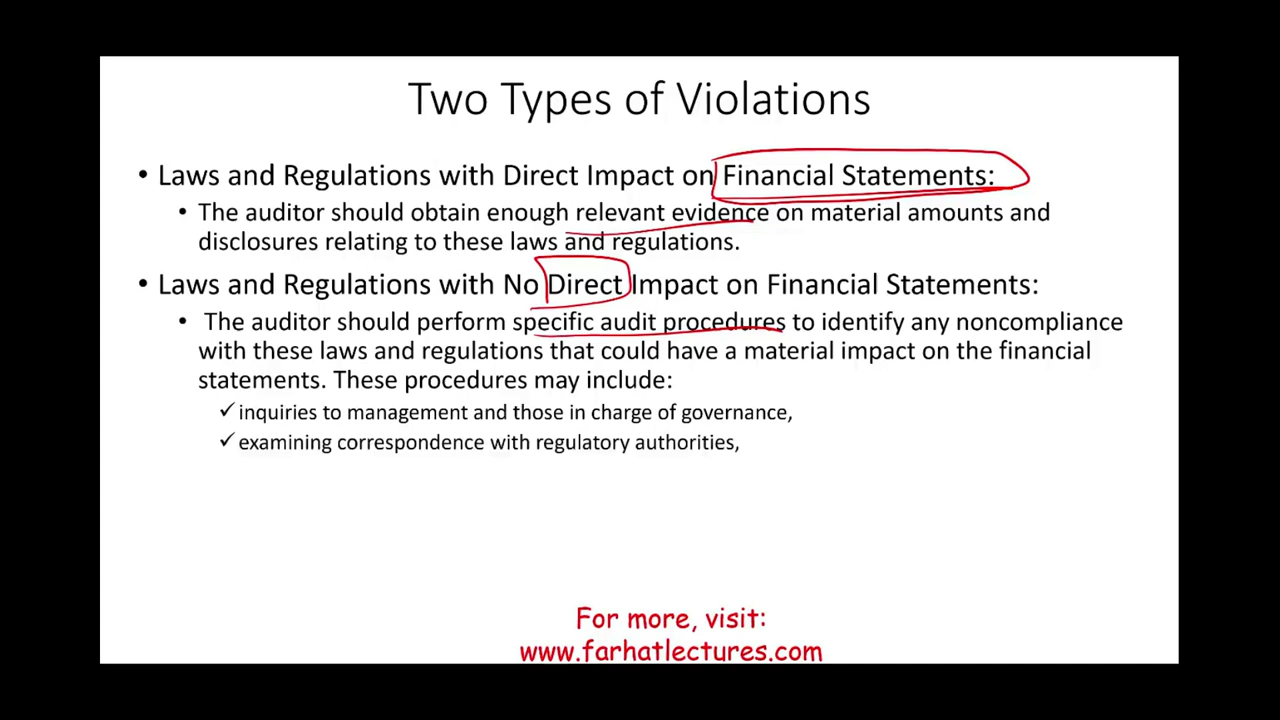 Two Types of Violations
• Laws and Regulations with Direct Impact on Financial Statements:
• The auditor should obtain enough relevant evidence on material amounts and
disclosures relating to these laws and regulations.
• Laws and Regulations with No Direct Impact on Financial Statements:
• The auditor should perform specific audit procedures to identify any noncompliance
with these laws and regulations that could have a material impact on the financial
statements. These procedures may include:
✓ inquiries to management and those in charge of governance,
✓ examining correspondence with regulatory authorities,
For more, visit:
www.farhatlectures.com